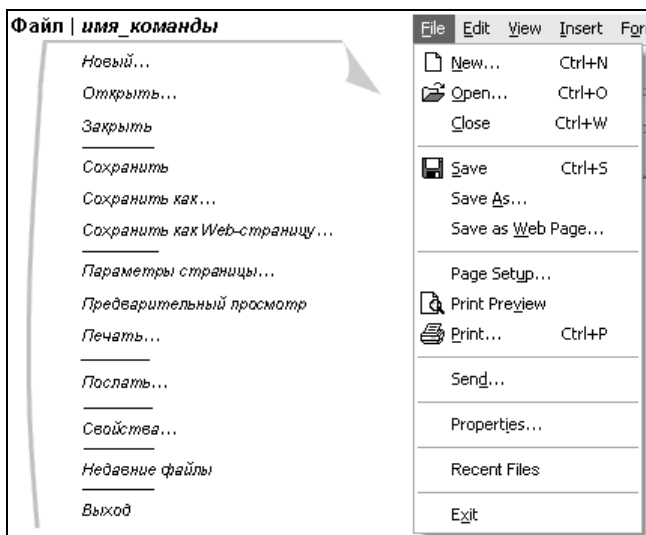 Файл | имя_команды
Новый...
Открыть...
Закрыть
Сохранить
Сохранить как...
Сохранить как Web-страницу...
Параметры страницы...
Предварительный просмотр
Печать...
Послать...
Свойства...
Недавние файлы
Выход
File Edit View Insert For
New... Ctrl+N
Open... Ctrl+O
Close Ctrl+W
Save Ctrl+S
Save As...
Save as Web Page...
Page Setup...
Print Preview
Print... Ctrl+P
Send...
Properties...
Recent Files
Exit